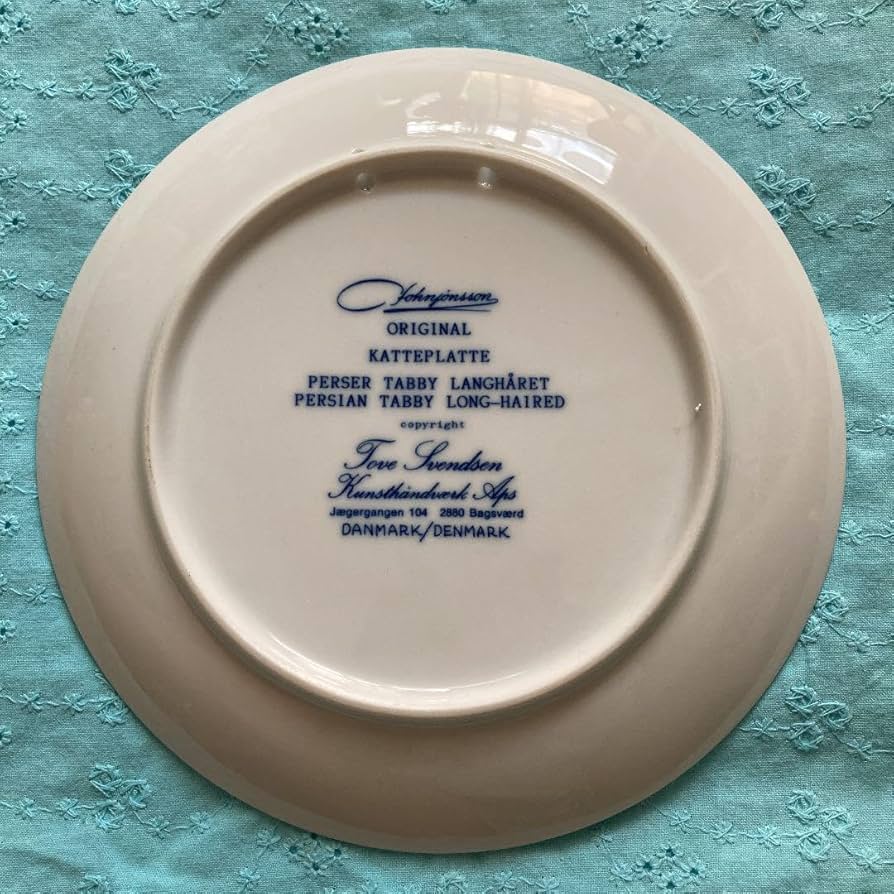 Johnjönsson
ORIGINAL
KATTEPLATTE
PERSER TABBY LANGHÅRET
PERSIAN TABBY LONG-HAIRED
copyright
Tove Svendsen
Kunsthåndværk Aps
Jægergangen 104 2880 Bagsværd
DANMARK/DENMARK